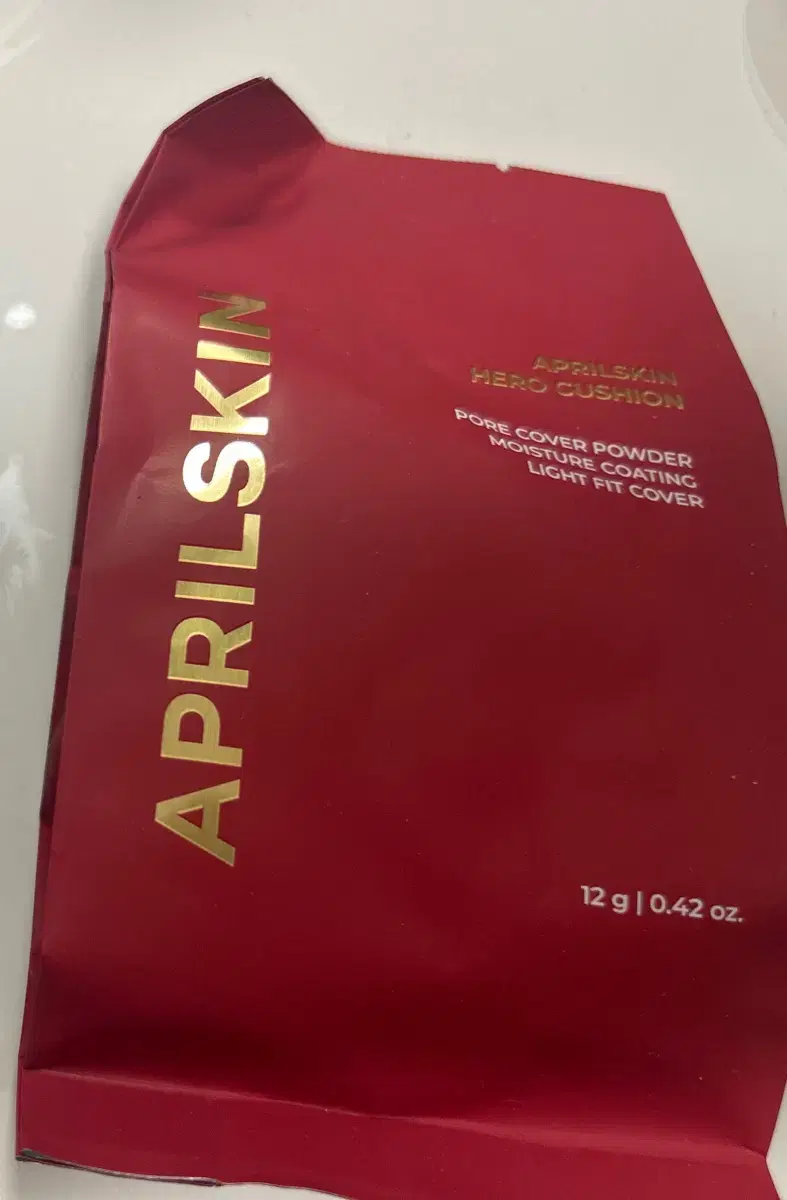 APRILSKIN
APRILSKIN
HERO CUSHION
PORE COVER POWDER
MOISTURE COATING
LIGHT FIT COVER
12 g | 0.42 oz.